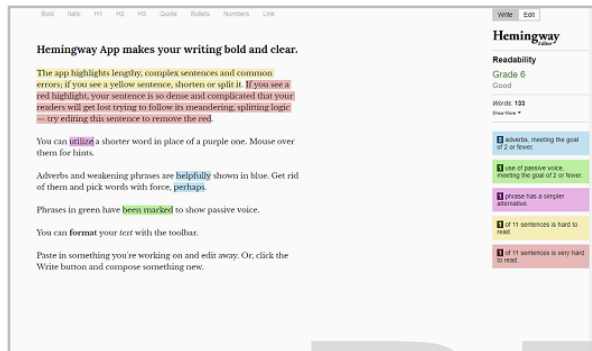 Bold Italic H1 H2 H3 Quote Bullets Numbers Link
Write Edit
Hemingway
Editor
Hemingway App makes your writing bold and clear.
The app highlights lengthy, complex sentences and common
errors; if you see a yellow sentence, shorten or split it. If you see a
red highlight, your sentence is so dense and complicated that your
readers will get lost trying to follow its meandering, splitting logic
— try editing this sentence to remove the red.
You can utilize a shorter word in place of a purple one. Mouse over
them for hints.
Adverbs and weakening phrases are helpfully shown in blue. Get rid
of them and pick words with force, perhaps.
Phrases in green have been marked to show passive voice.
You can format your text with the toolbar.
Paste in something you're working on and edit away. Or, click the
Write button and compose something new.
Readability
Grade 6
Good
Words: 133
Show More
2 adverbs, meeting the goal
of 2 or fewer.
1 use of passive voice,
meeting the goal of 2 or fewer.
1 phrase has a simpler
alternative.
1 of 11 sentences is hard to
read.
1 of 11 sentences is very hard
to read.